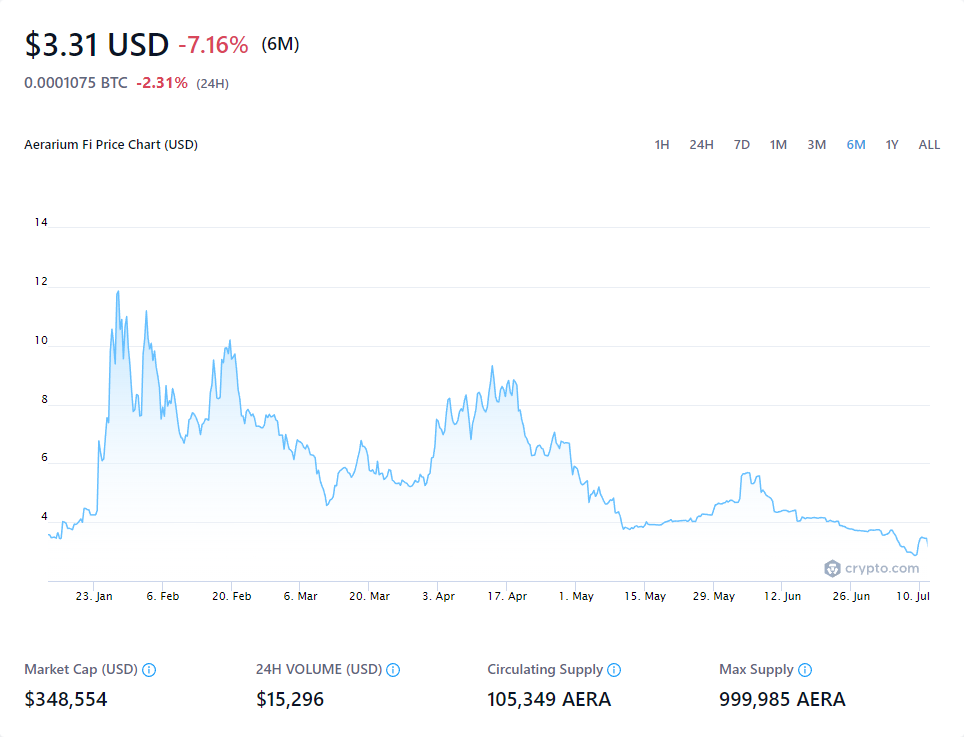 $3.31 USD -7.16% (6M)
0.0001075 BTC -2.31% (24H)
Aerarium Fi Price Chart (USD) 1H 24H 7D 1M 3M 6M 1Y ALL
14
12
10
8
6
4
crypto.com
23. Jan 6. Feb 20. Feb 6. Mar 20. Mar 3. Apr 17. Apr 1. May 15. May 29. May 12. Jun 26. Jun 10. Jul
Market Cap (USD) 24H VOLUME (USD) Circulating Supply Max Supply
$348,554 $15,296 105,349 AERA 999,985 AERA